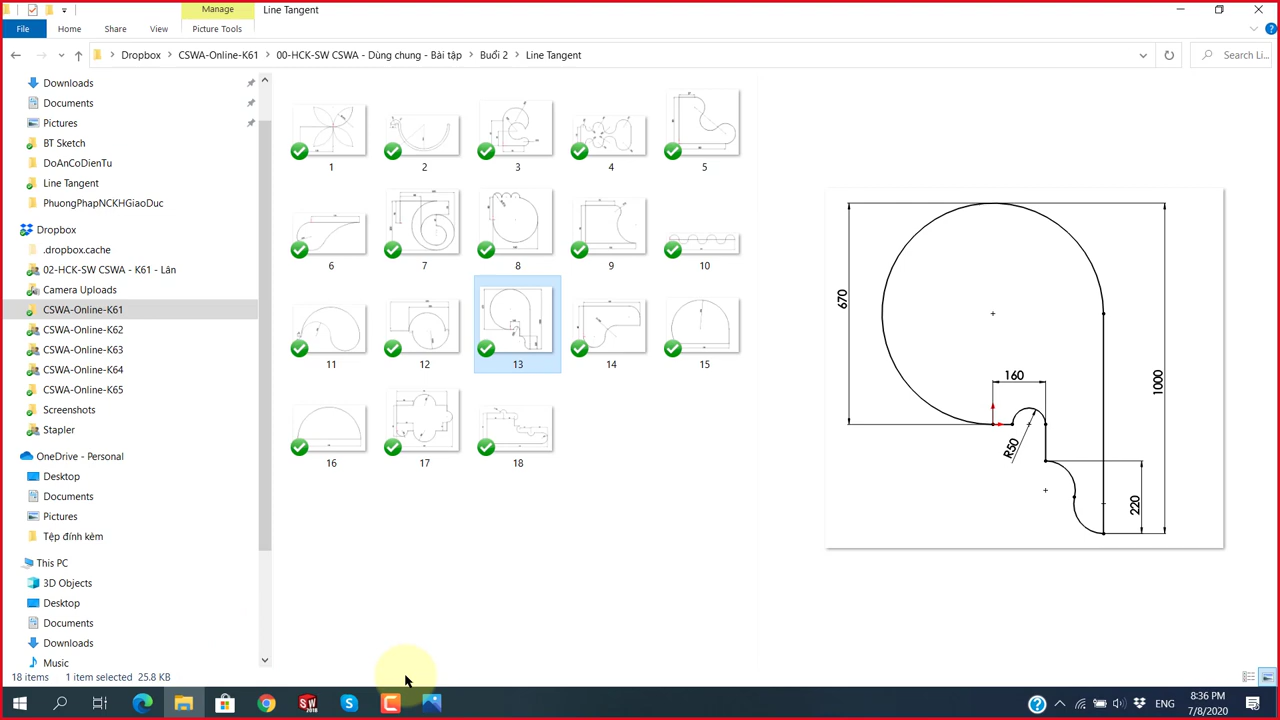 Manage
Line Tangent
File
Home
Share
View
Picture Tools
Dropbox
CSWA-Online-K61
00-HCK-SW CSWA - Dùng chung - Bài tập
Buổi 2
Line Tangent
Search Li...
Downloads
Documents
Pictures
BT Sketch
DoAnCoDienTu
Line Tangent
PhuongPhapNCKHGiaoDuc
Dropbox
.dropbox.cache
02-HCK-SW CSWA - K61 - Lân
Camera Uploads
CSWA-Online-K61
CSWA-Online-K62
CSWA-Online-K63
CSWA-Online-K64
CSWA-Online-K65
Screenshots
Stapler
OneDrive - Personal
Desktop
Documents
Pictures
Tệp đính kèm
This PC
3D Objects
Desktop
Documents
Downloads
Music
1
2
3
4
5
6
7
8
9
10
11
12
13
14
15
16
17
18
670
160
1000
R50
220
18 items
1 item selected 25.8 KB
SW
2018
ENG
8:36 PM
7/8/2020